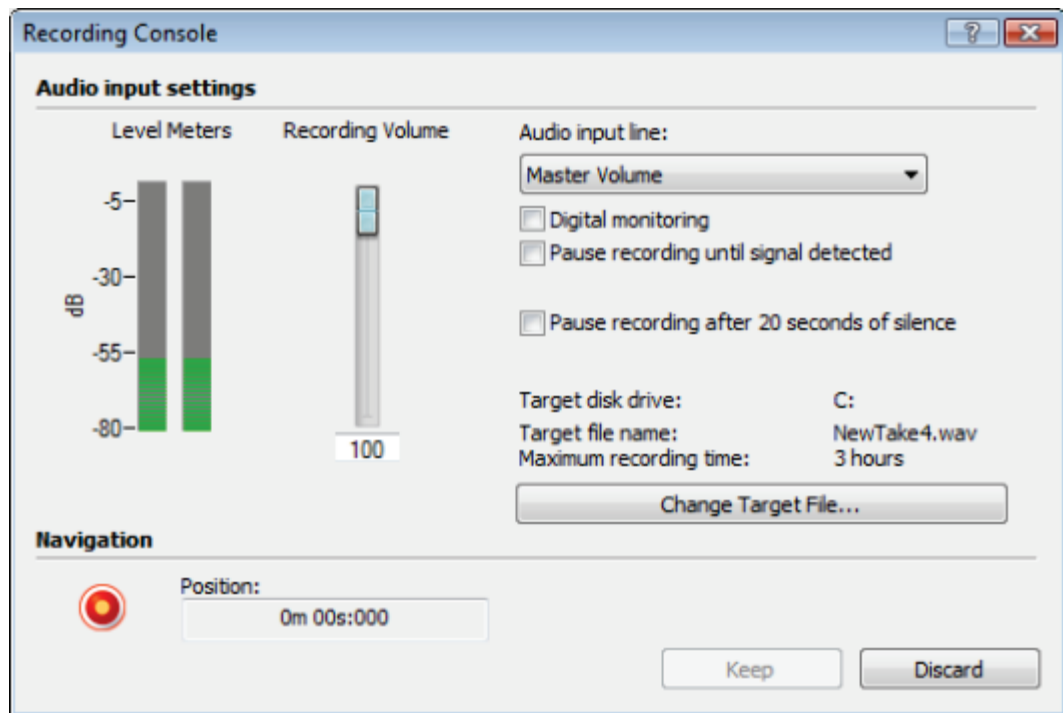 Recording Console
Audio input settings
Level Meters
Recording Volume
-5
-30
-55
-80
dB
100
Audio input line:
Master Volume
Digital monitoring
Pause recording until signal detected
Pause recording after 20 seconds of silence
Target disk drive: C:
Target file name: NewTake4.wav
Maximum recording time: 3 hours
Change Target File...
Navigation
Position:
0m 00s:000
Keep
Discard